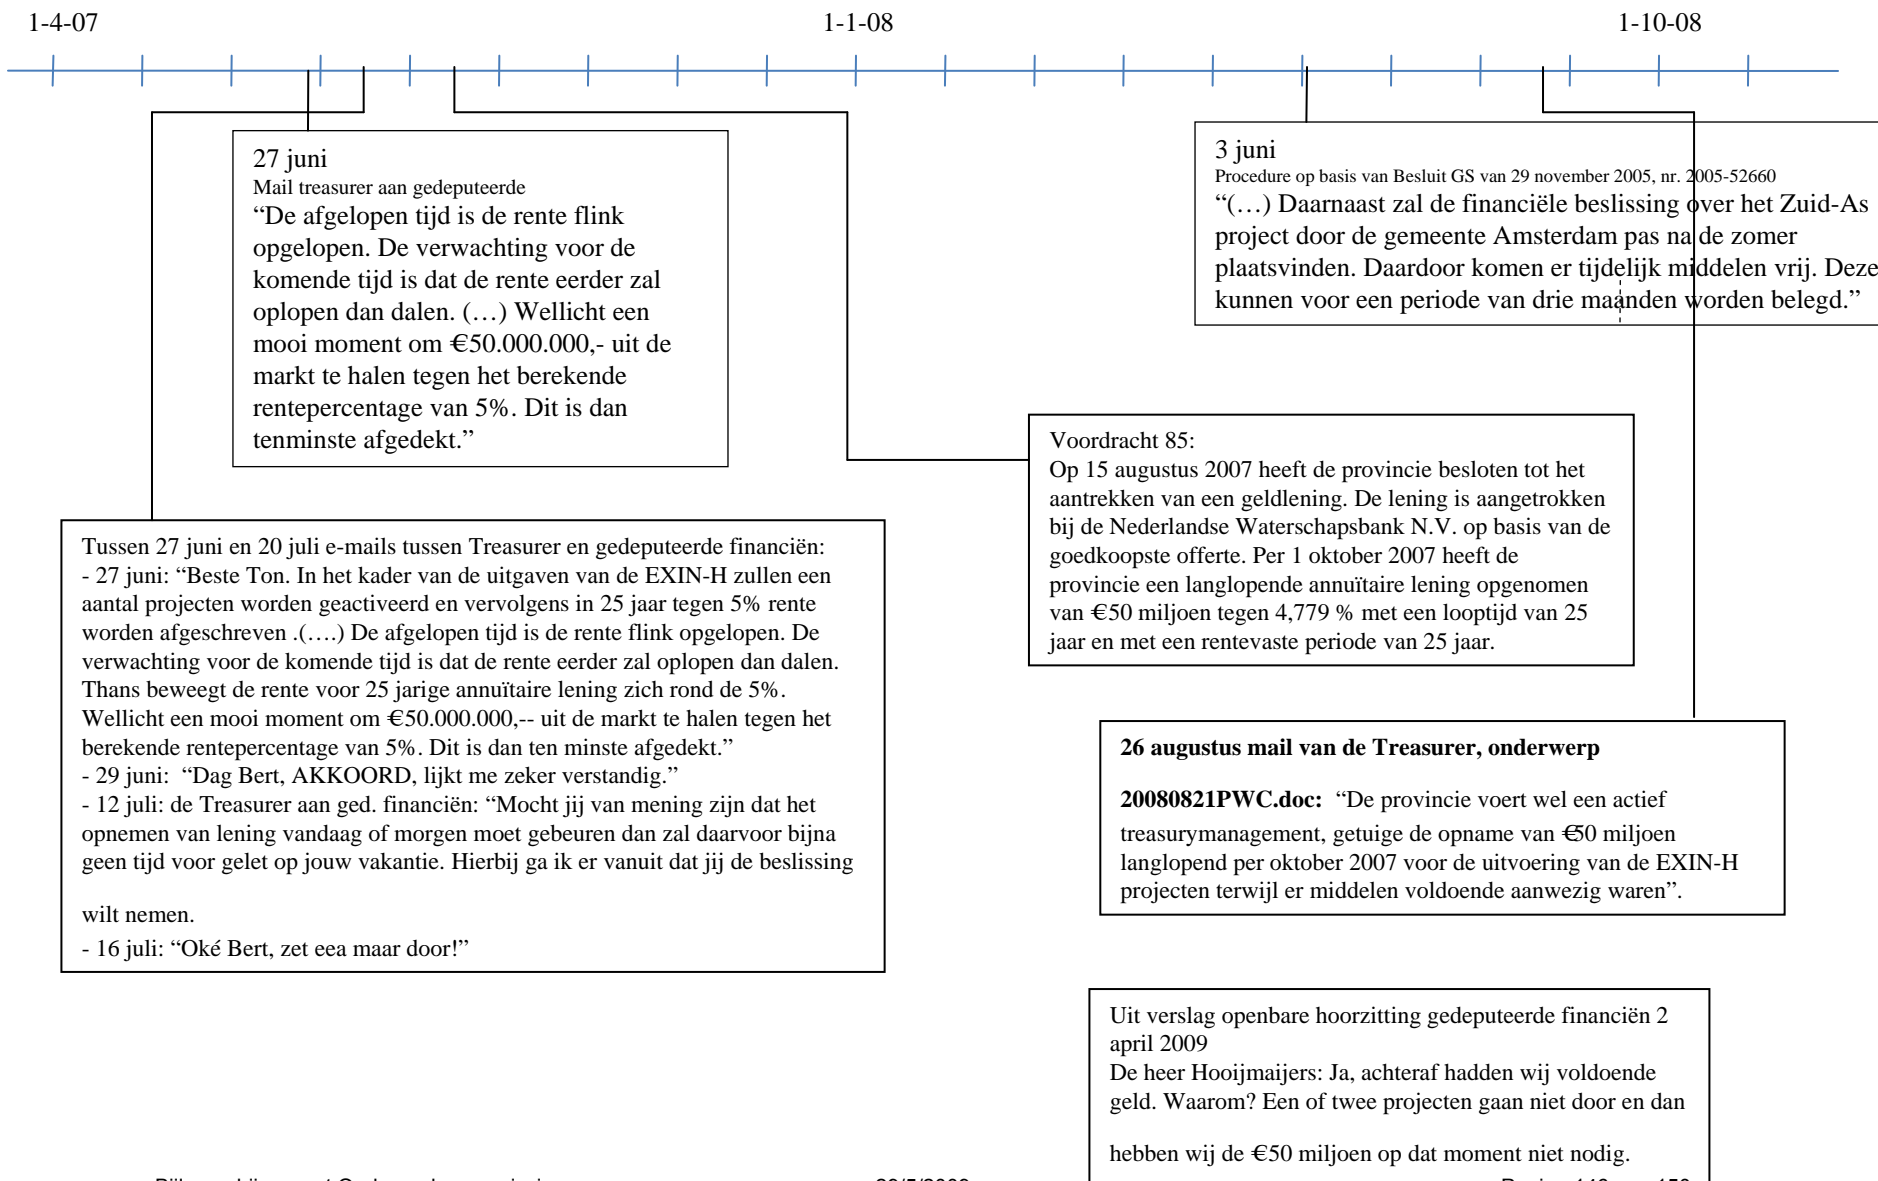 1-4-07
1-1-08
1-10-08
27 juni
Mail treasurer aan gedeputeerde
“De afgelopen tijd is de rente flink
opgelopen. De verwachting voor de
komende tijd is dat de rente eerder zal
oplopen dan dalen. (…) Wellicht een
mooi moment om €50.000.000,- uit de
markt te halen tegen het berekende
rentepercentage van 5%. Dit is dan
tenminste afgedekt.”
3 juni
Procedure op basis van Besluit GS van 29 november 2005, nr. 2005-52660
“(…) Daarnaast zal de financiële beslissing over het Zuid-As
project door de gemeente Amsterdam pas na de zomer
plaatsvinden. Daardoor komen er tijdelijk middelen vrij. Deze
kunnen voor een periode van drie maanden worden belegd.”
Voordracht 85:
Op 15 augustus 2007 heeft de provincie besloten tot het
aantrekken van een geldlening. De lening is aangetrokken
bij de Nederlandse Waterschapsbank N.V. op basis van de
goedkoopste offerte. Per 1 oktober 2007 heeft de
provincie een langlopende annuïtaire lening opgenomen
van €50 miljoen tegen 4,779 % met een looptijd van 25
jaar en met een rentevaste periode van 25 jaar.
Tussen 27 juni en 20 juli e-mails tussen Treasurer en gedeputeerde financiën:
- 27 juni: “Beste Ton. In het kader van de uitgaven van de EXIN-H zullen een
aantal projecten worden geactiveerd en vervolgens in 25 jaar tegen 5% rente
worden afgeschreven .(….) De afgelopen tijd is de rente flink opgelopen. De
verwachting voor de komende tijd is dat de rente eerder zal oplopen dan dalen.
Thans beweegt de rente voor 25 jarige annuïtaire lening zich rond de 5%.
Wellicht een mooi moment om €50.000.000,-- uit de markt te halen tegen het
berekende rentepercentage van 5%. Dit is dan ten minste afgedekt.”
- 29 juni: “Dag Bert, AKKOORD, lijkt me zeker verstandig.”
- 12 juli: de Treasurer aan ged. financiën: “Mocht jij van mening zijn dat het
opnemen van lening vandaag of morgen moet gebeuren dan zal daarvoor bijna
geen tijd voor gelet op jouw vakantie. Hierbij ga ik er vanuit dat jij de beslissing
wilt nemen.
- 16 juli: “Oké Bert, zet eea maar door!”
26 augustus mail van de Treasurer, onderwerp
20080821PWC.doc: “De provincie voert wel een actief
treasurymanagement, getuige de opname van €50 miljoen
langlopend per oktober 2007 voor de uitvoering van de EXIN-H
projecten terwijl er middelen voldoende aanwezig waren”.
Uit verslag openbare hoorzitting gedeputeerde financiën 2
april 2009
De heer Hooijmaijers: Ja, achteraf hadden wij voldoende
geld. Waarom? Een of twee projecten gaan niet door en dan
hebben wij de €50 miljoen op dat moment niet nodig.